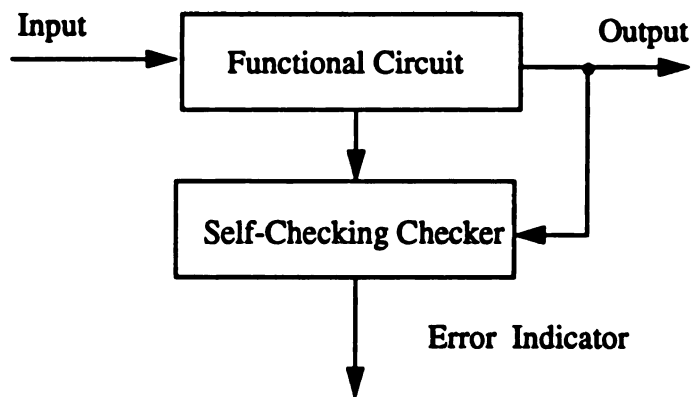 Input
Output
Functional Circuit
Self-Checking Checker
Error Indicator